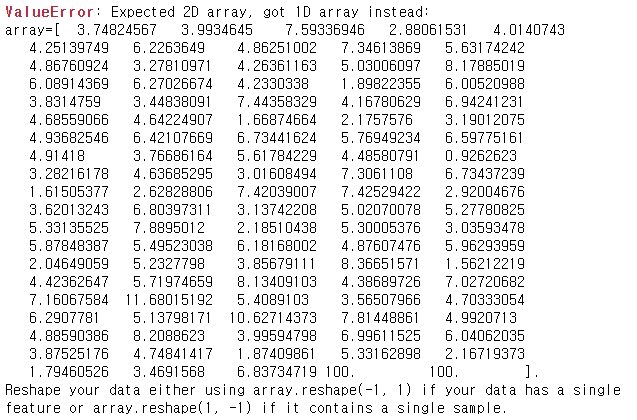 ValueError: Expected 2D array, got 1D array instead:
array=[ 3.74824567 3.9934645 7.59336946 2.88061531 4.0140743
4.25139749 6.2263649 4.86251002 7.34613869 5.63174242
4.86760924 3.27810971 4.26361163 5.03006097 8.17885019
6.08914369 6.27026674 4.2330338 1.89822355 6.00520988
3.8314759 3.44838091 7.44358329 4.16780629 6.94241231
4.68559066 4.64224907 1.66874664 2.1757576 3.19012075
4.93682546 6.42107669 6.73441624 5.76949234 6.59775161
4.91418 3.76686164 5.61784229 4.48580791 0.9262623
3.28216178 4.63685295 3.01608494 7.3061108 6.73437239
1.61505377 2.62828806 7.42039007 7.42529422 2.92004676
3.62013243 6.80397311 3.13742208 5.02070078 5.27780825
5.33135525 7.8895012 2.18510438 5.30005376 3.03593478
5.87848387 5.49523038 6.18168002 4.87607476 5.96293959
2.04649059 5.2327798 3.85679111 8.36651571 1.56212219
4.42362647 5.71974659 8.13409103 4.38689726 7.02720682
7.16067584 11.68015192 5.4089103 3.56507966 4.70333054
6.2907781 5.13798171 10.62714373 7.81448861 4.9920713
4.88590386 8.2088623 3.99594798 6.99611525 6.04062035
3.87525176 4.74841417 1.87409861 5.33162898 2.16719373
1.79460526 3.4691568 6.83734719 100. 100. ].
Reshape your data either using array.reshape(-1, 1) if your data has a single
feature or array.reshape(1, -1) if it contains a single sample.